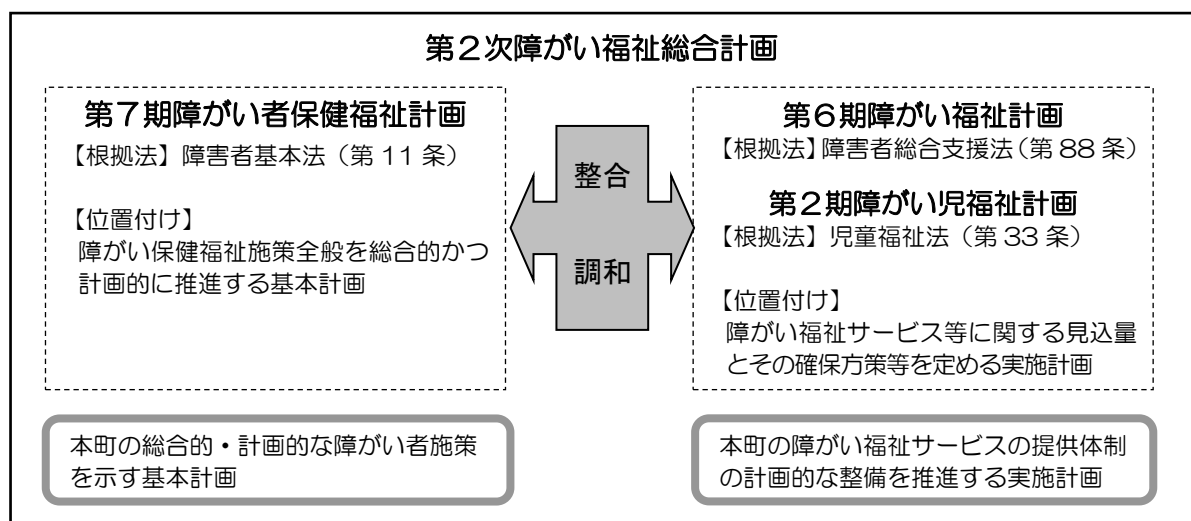 第２次障がい福祉総合計画
第７期障がい者保健福祉計画
【根拠法】障害者基本法（第 11 条）
【位置付け】
障がい保健福祉施策全般を総合的かつ
計画的に推進する基本計画
整合
調和
第６期障がい福祉計画
【根拠法】障害者総合支援法（第 88 条）
第２期障がい児福祉計画
【根拠法】児童福祉法（第 33 条）
【位置付け】
障がい福祉サービス等に関する見込量
とその確保方策等を定める実施計画
本町の総合的・計画的な障がい者施策
を示す基本計画
本町の障がい福祉サービスの提供体制
の計画的な整備を推進する実施計画